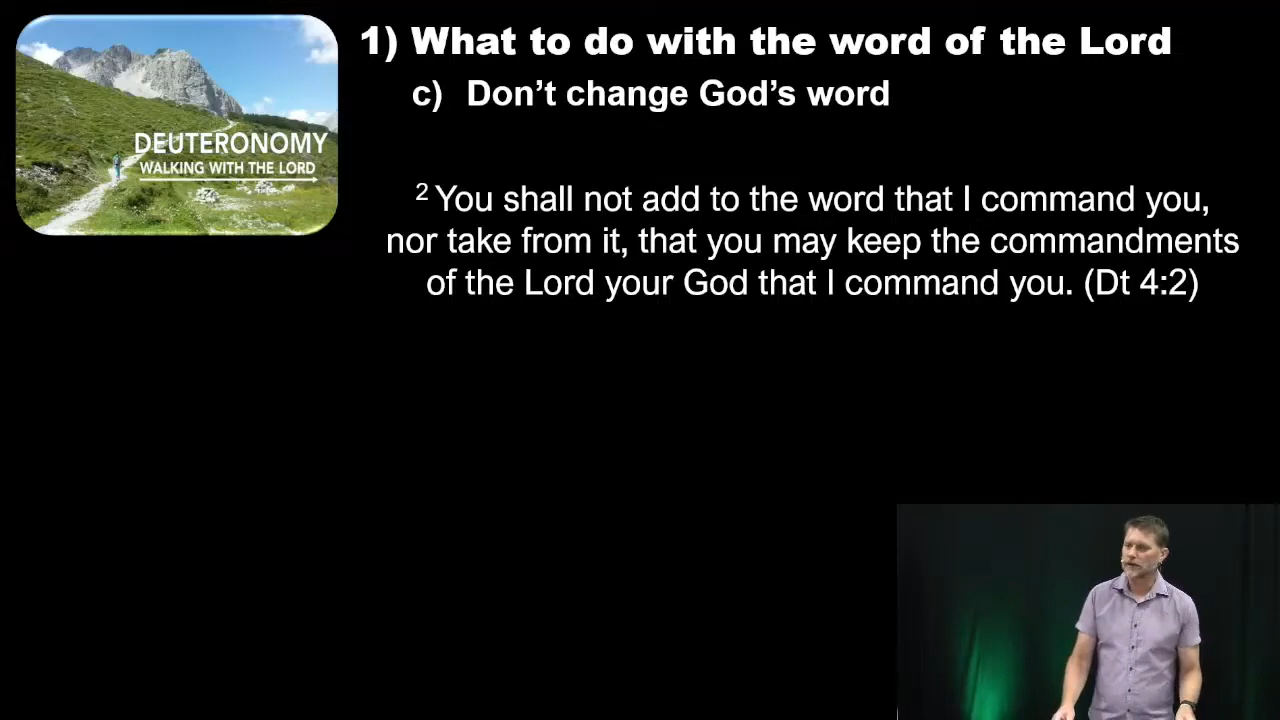 DEUTERONOMY
WALKING WITH THE LORD
1) What to do with the word of the Lord
c) Don’t change God’s word
2 You shall not add to the word that I command you,
nor take from it, that you may keep the commandments
of the Lord your God that I command you. (Dt 4:2)